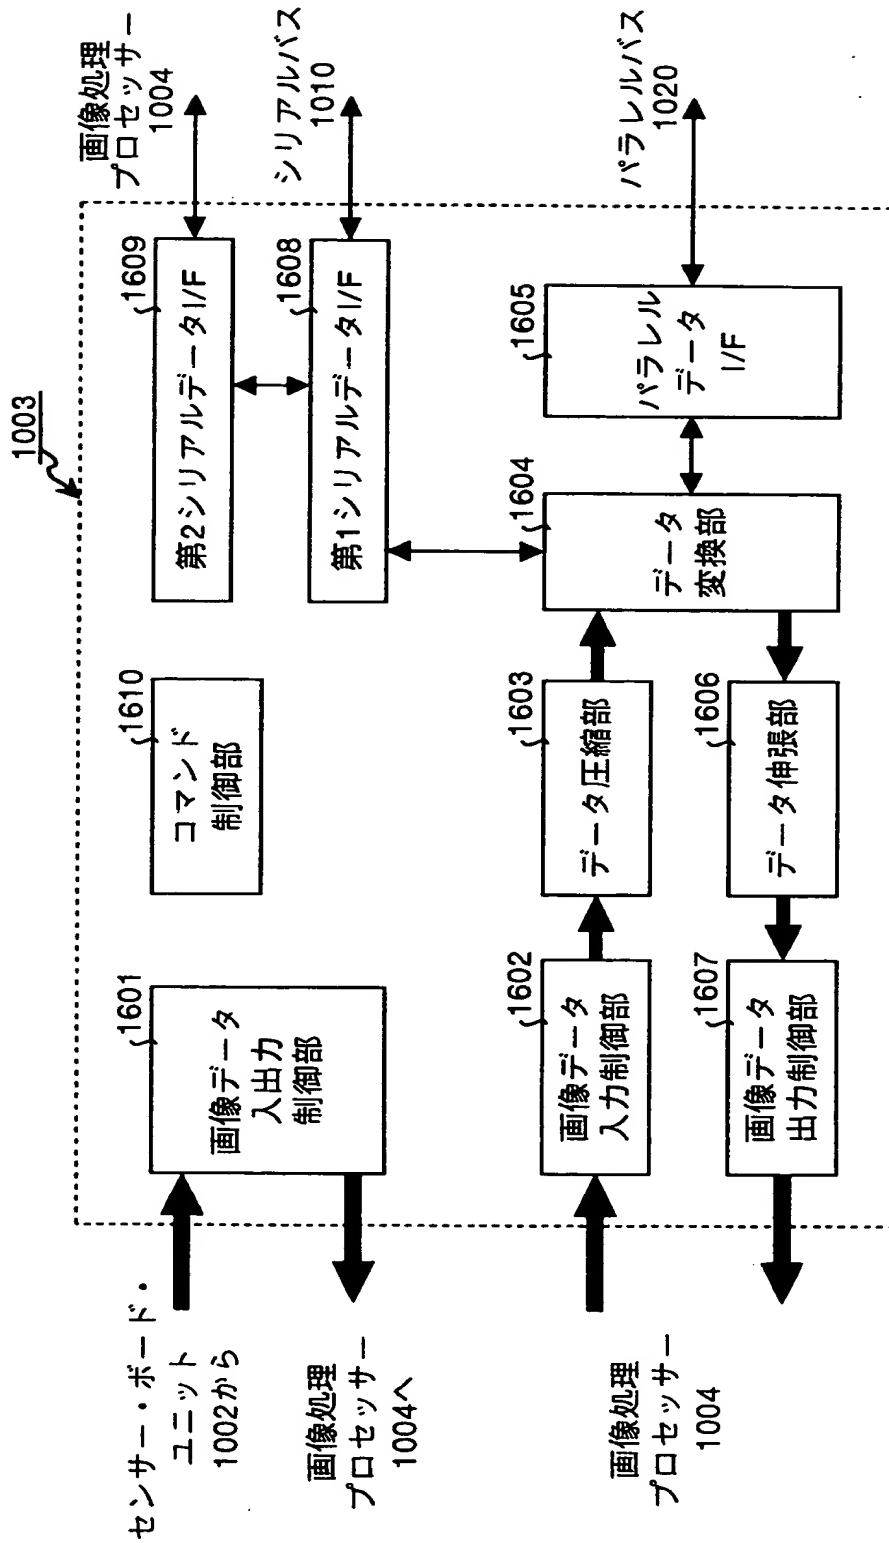 1003
センサー・ボード・
ユニット
1002から
画像処理
プロセッサー
1004へ
1601
画像データ
入出力
制御部
1610
コマンド
制御部
1609
第2シリアルデータI/F
画像処理
プロセッサー
1004
1608
第1シリアルデータI/F
シリアルバス
1010
画像処理
プロセッサー
1004
1602
画像データ
入力制御部
1603
データ圧縮部
1604
データ
変換部
1605
パラレル
データ
I/F
パラレルバス
1020
1607
画像データ
出力制御部
1606
データ伸張部